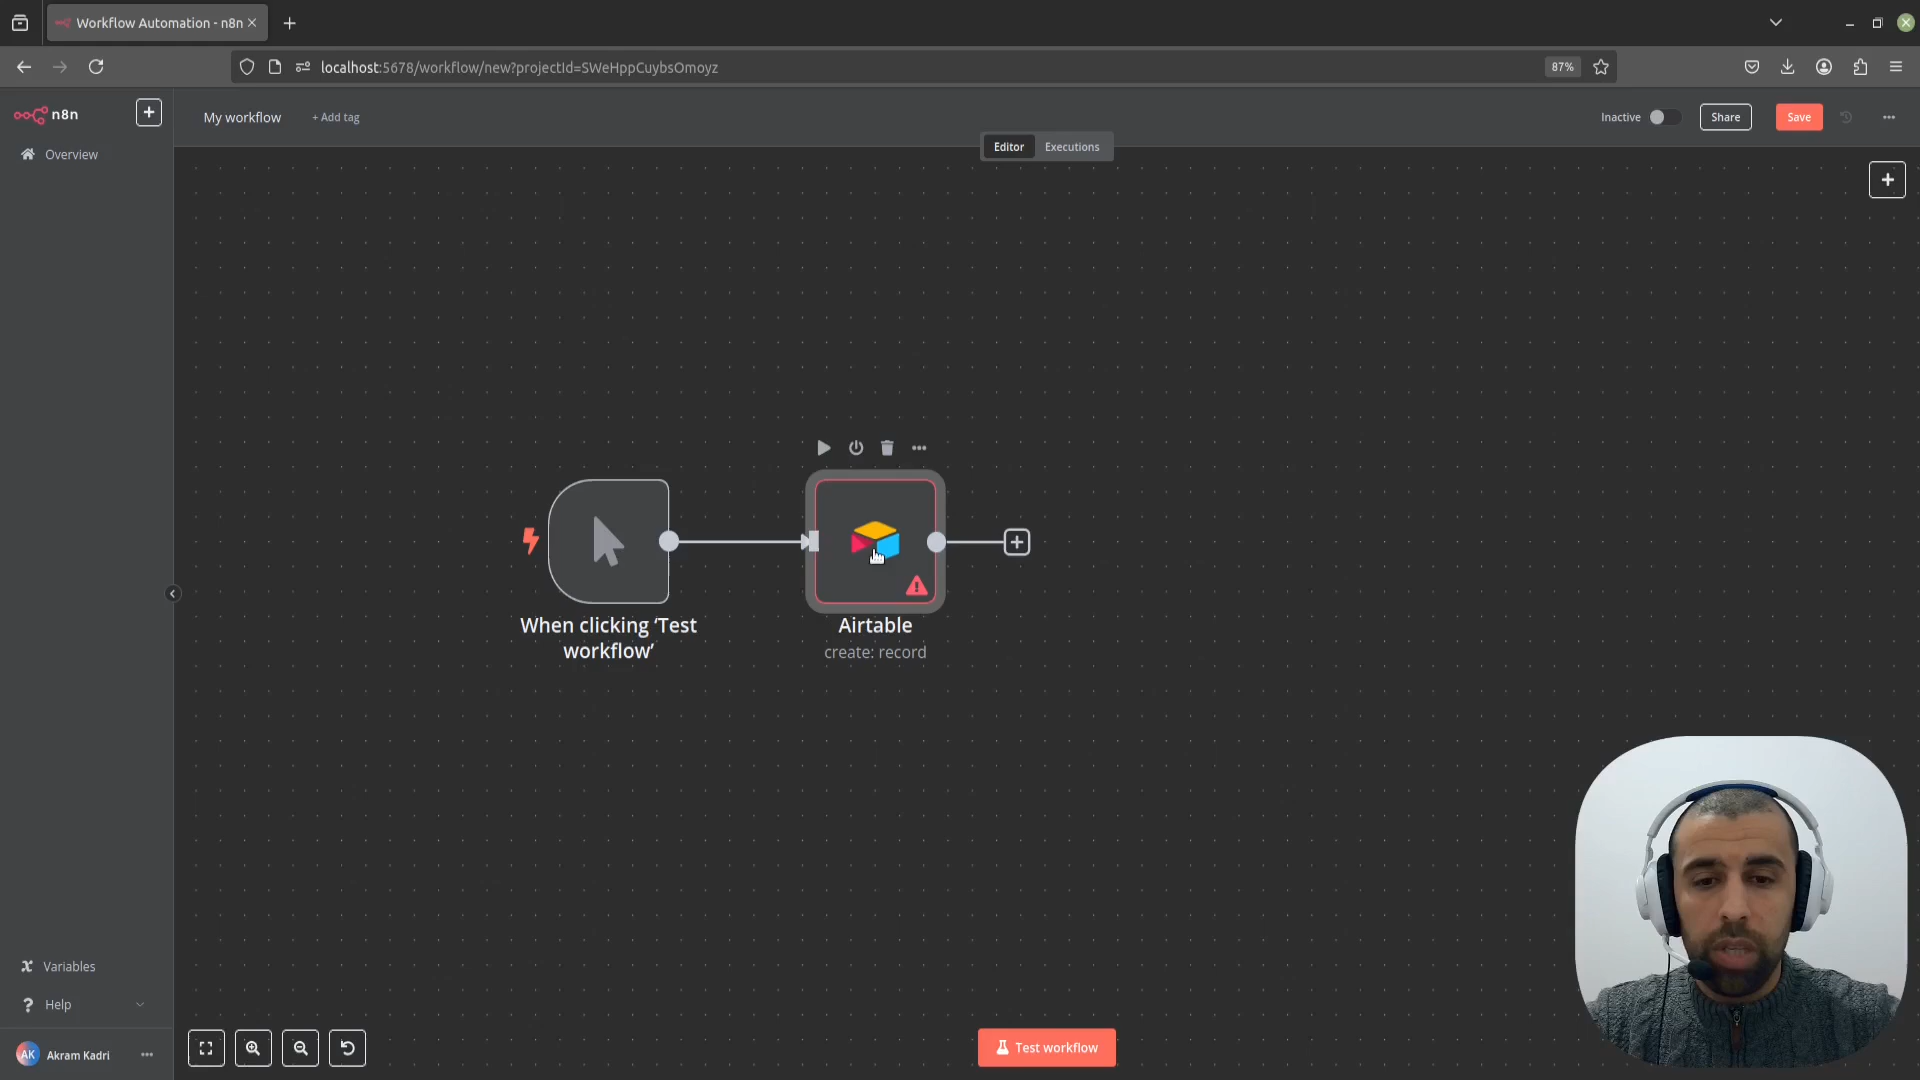 Workflow Automation - n8n
localhost:5678/workflow/new?projectId=SWeHppCuybsOmoyz
87%
n8n
My workflow
+ Add tag
Inactive
Share
Save
Editor
Executions
Overview
When clicking ‘Test
workflow’
Airtable
create: record
Variables
Help
AK
Akram Kadri
Test workflow